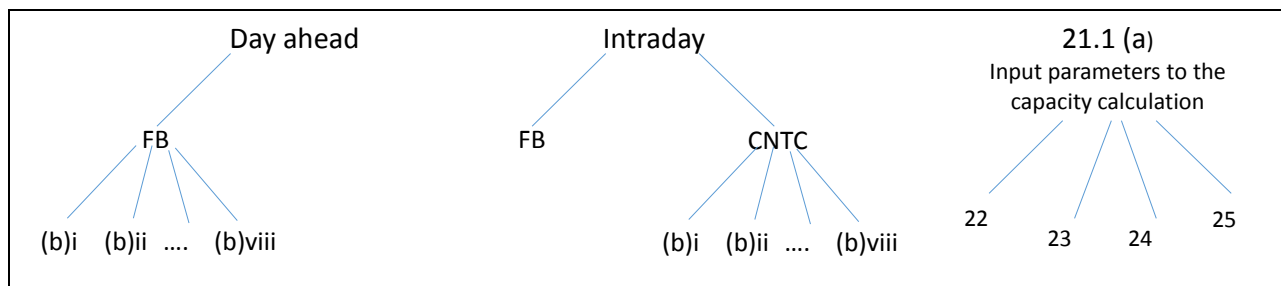 Day ahead
FB
(b)i (b)ii .... (b)viii
Intraday
FB
CNTC
(b)i (b)ii .... (b)viii
21.1 (a)
Input parameters to the
capacity calculation
22
23
24
25